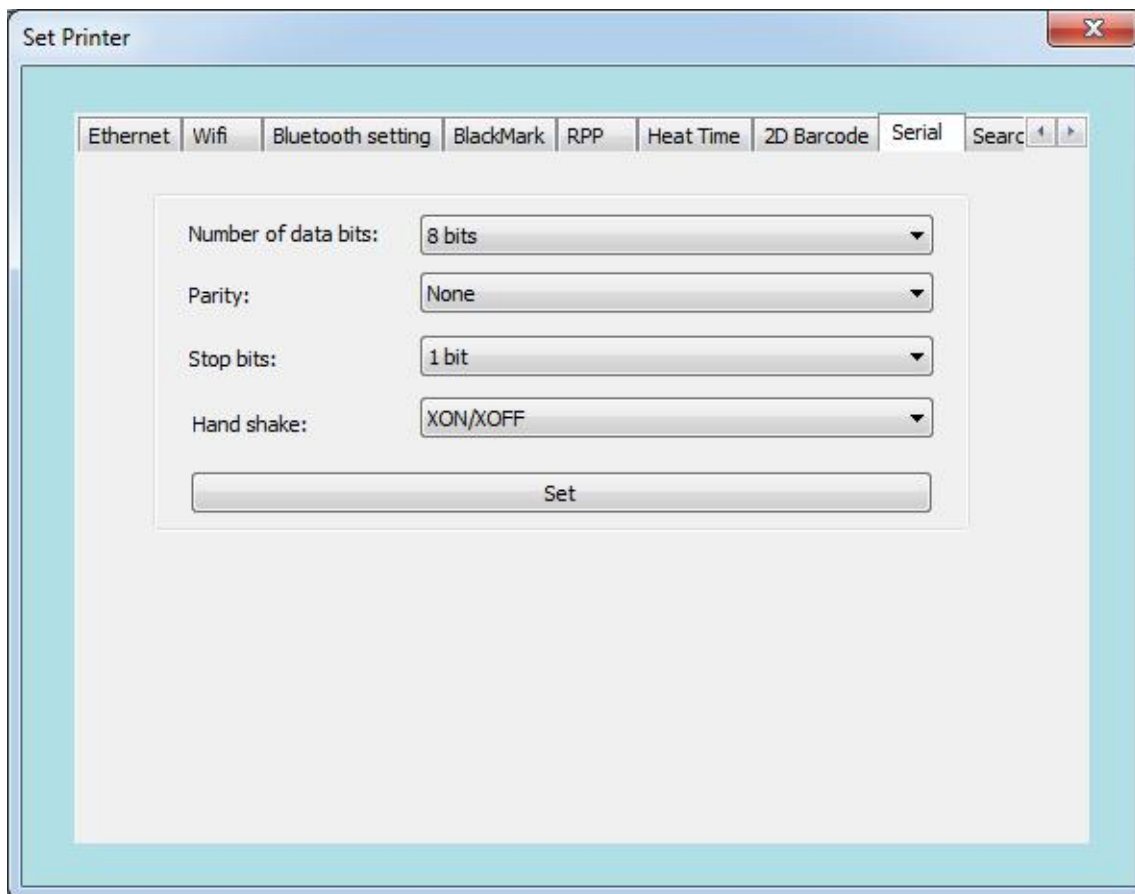 Set Printer
Ethernet Wifi Bluetooth setting BlackMark RPP Heat Time 2D Barcode Serial Searc
Number of data bits: 8 bits
Parity: None
Stop bits: 1 bit
Hand shake: XON/XOFF
Set